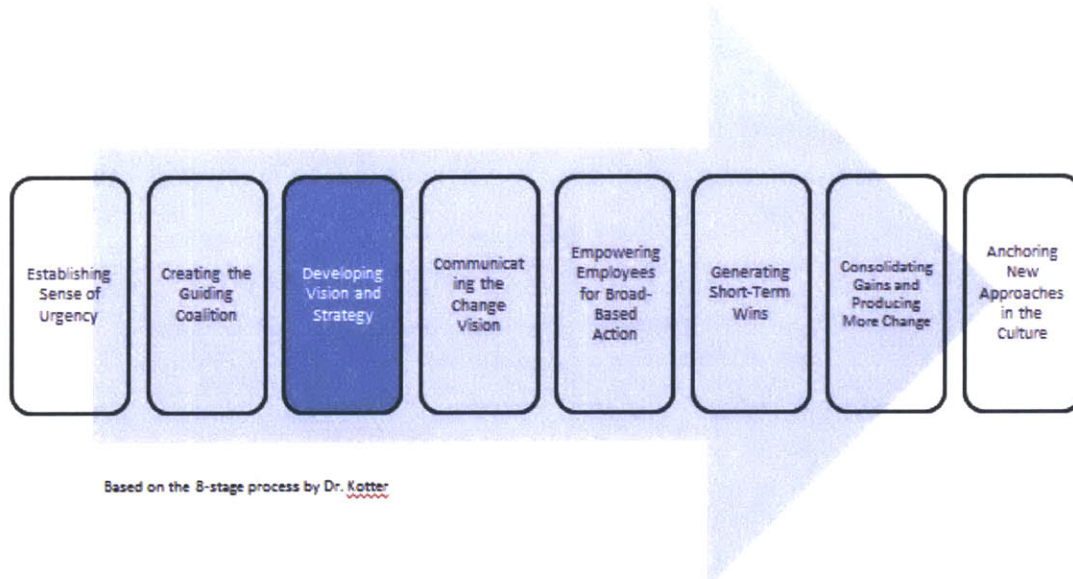 Establishing
Sense of
Urgency
Creating the
Guiding
Coalition
Developing
Vision and
Strategy
Communicat
ing the
Change
Vision
Empowering
Employees
for Broad-
Based
Action
Generating
Short-Term
Wins
Consolidating
Gains and
Producing
More Change
Anchoring
New
Approaches
in the
Culture
Based on the 8-stage process by Dr. Kotter